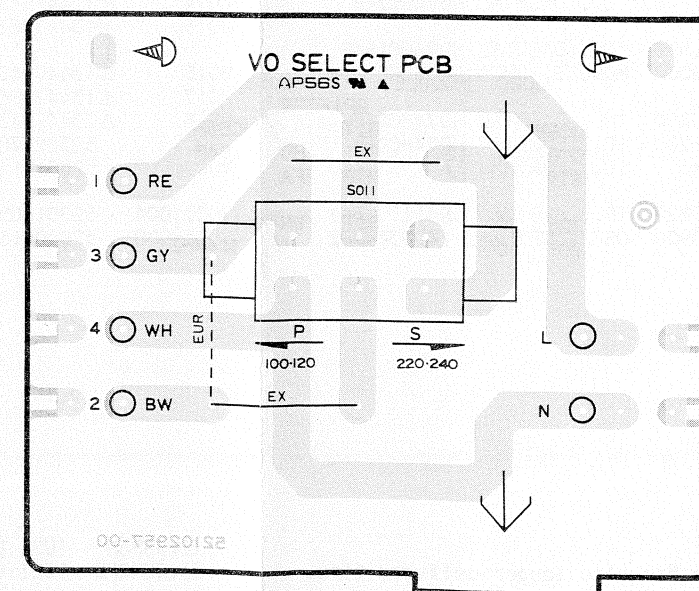 VO SELECT PCB
AP56S
EX
1 RE
SO11
3 GY
EUR
4 WH
P
S
L
100-120
220-240
EX
2 BW
N
52102957-00